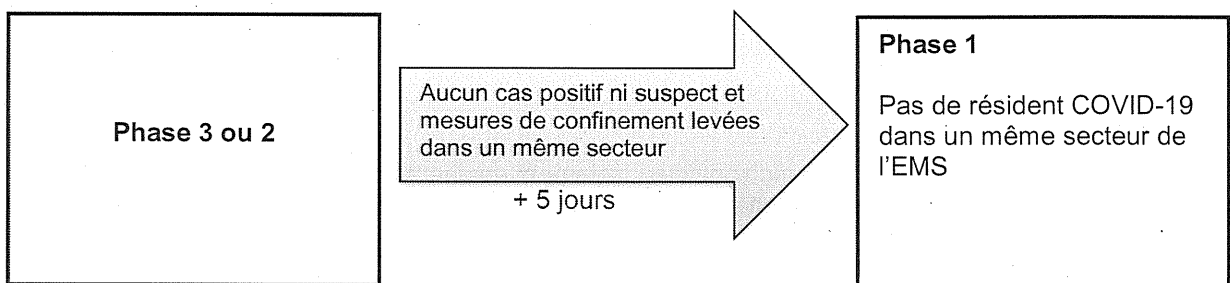 Phase 3 ou 2
Aucun cas positif ni suspect et
mesures de confinement levées
dans un même secteur
+ 5 jours
Phase 1
Pas de résident COVID-19
dans un même secteur de
l'EMS